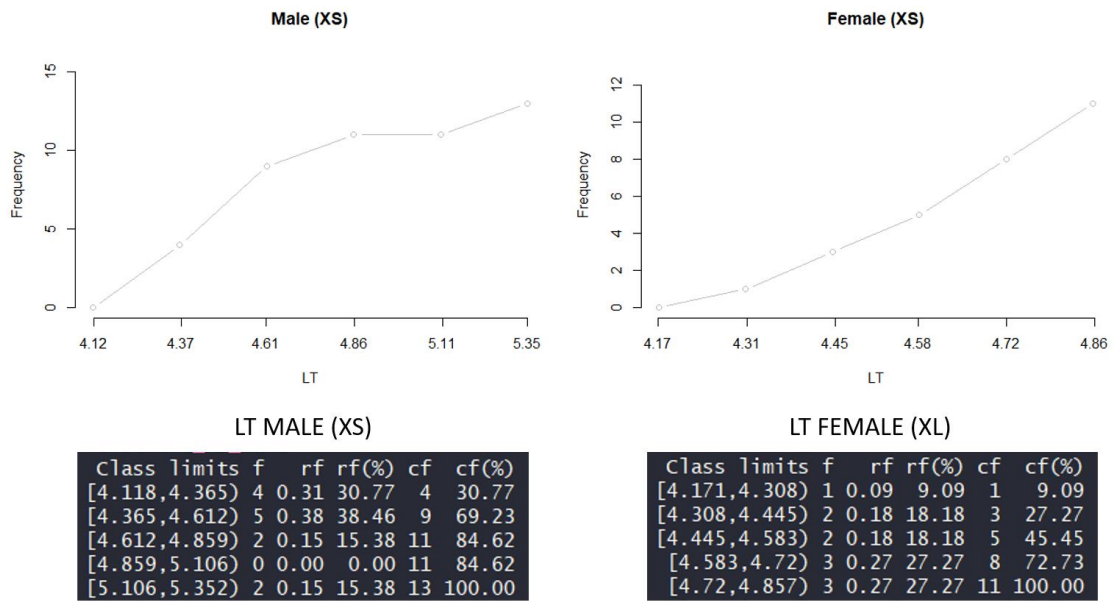 Male (XS)
Frequency
0
5
10
15
4.12 4.37 4.61 4.86 5.11 5.35
LT
Female (XS)
Frequency
0
2
4
6
8
10
12
4.17 4.31 4.45 4.58 4.72 4.86
LT
LT MALE (XS)
Class limits f rf rf(%) cf cf(%)
[4.118,4.365) 4 0.31 30.77 4 30.77
[4.365,4.612) 5 0.38 38.46 9 69.23
[4.612,4.859) 2 0.15 15.38 11 84.62
[4.859,5.106) 0 0.00 0.00 11 84.62
[5.106,5.352) 2 0.15 15.38 13 100.00
LT FEMALE (XL)
Class limits f rf rf(%) cf cf(%)
[4.171,4.308) 1 0.09 9.09 1 9.09
[4.308,4.445) 2 0.18 18.18 3 27.27
[4.445,4.583) 2 0.18 18.18 5 45.45
[4.583,4.72) 3 0.27 27.27 8 72.73
[4.72,4.857) 3 0.27 27.27 11 100.00